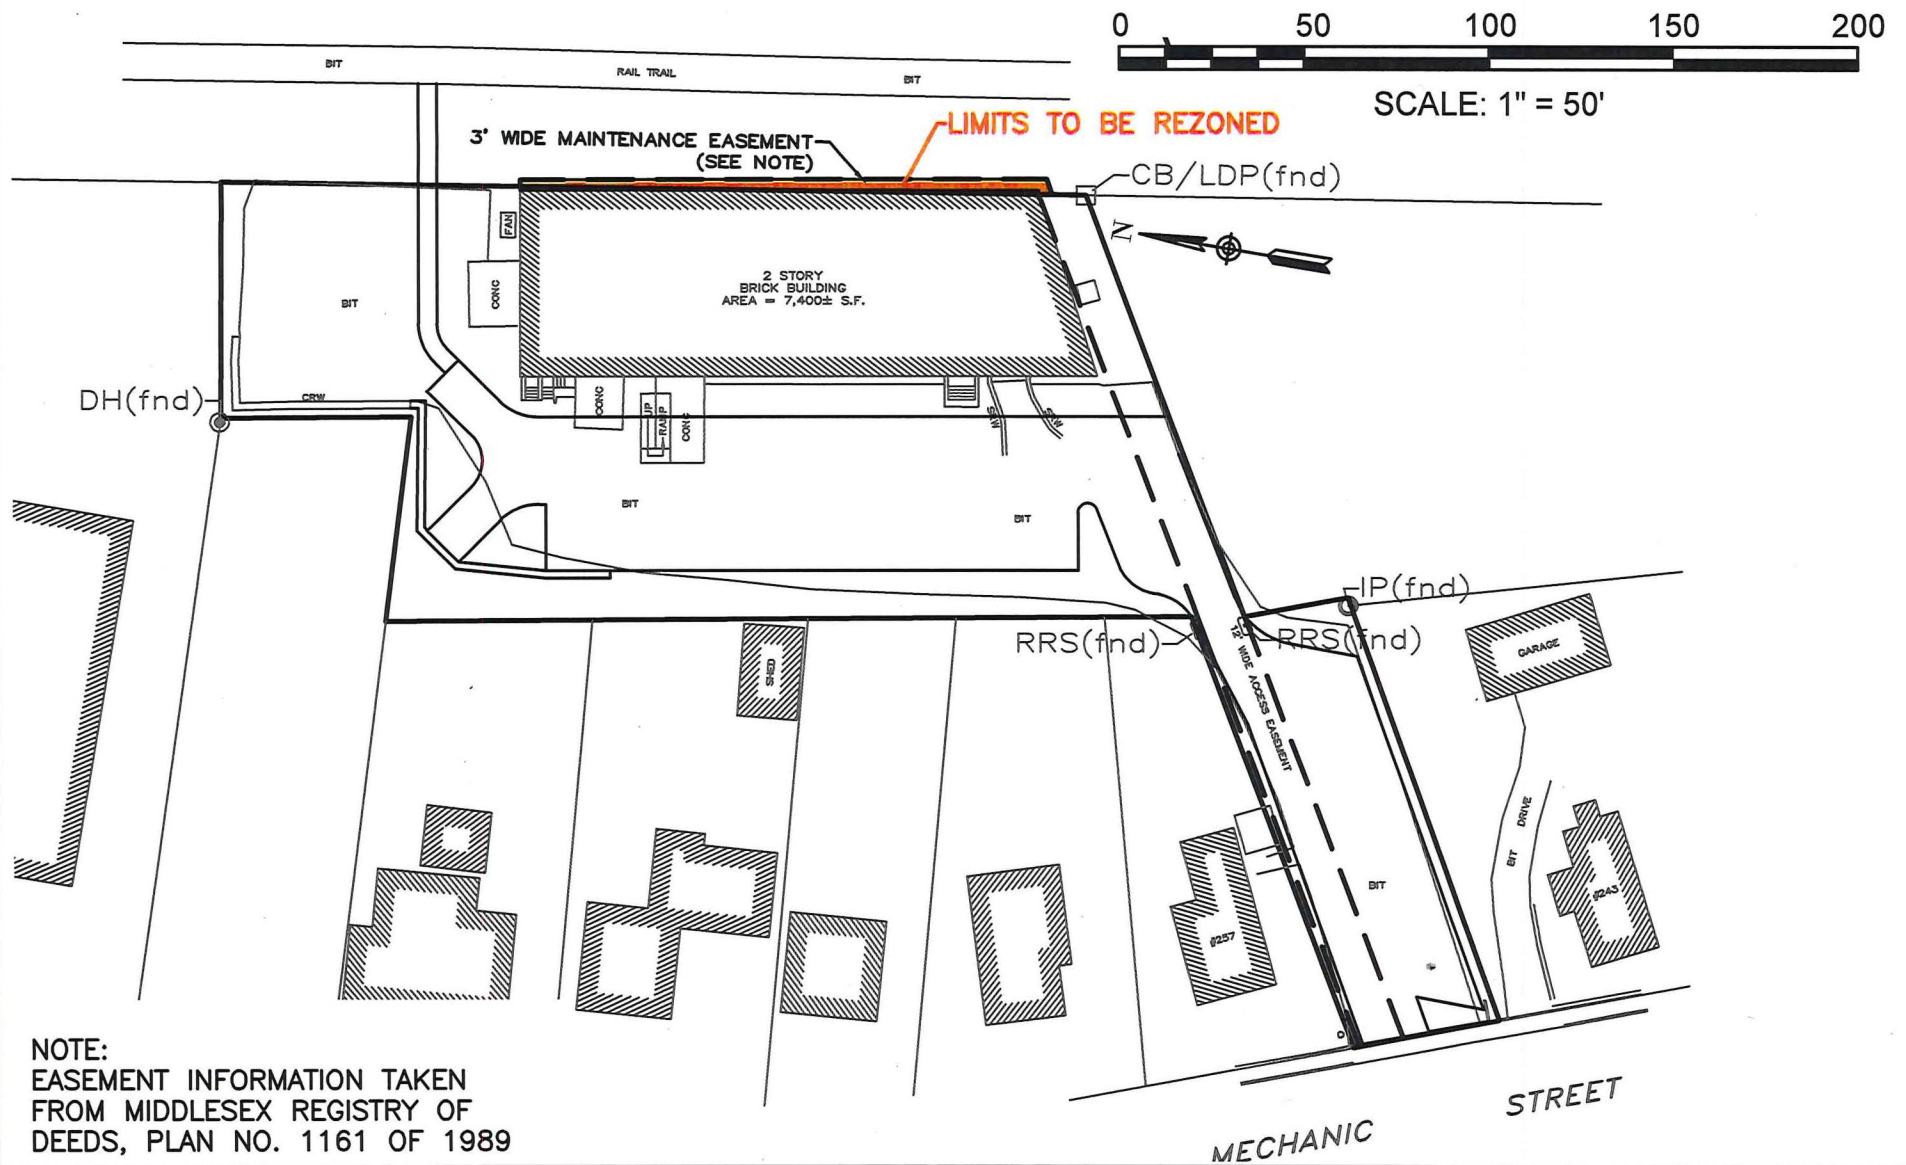 0 50 100 150 200
SCALE: 1" = 50'
BIT
RAIL TRAIL
BIT
LIMITS TO BE REZONED
3' WIDE MAINTENANCE EASEMENT
(SEE NOTE)
CB/LDP(fnd)
N
FAN
CONC
BIT
2 STORY
BRICK BUILDING
AREA = 7,400± S.F.
DH(fnd)
CRW
CONC
UP
RAMP
CONC
SRW
SRW
BIT
BIT
IP(fnd)
RRS(fnd)
RRS(fnd)
12' WIDE ACCESS EASEMENT
GARAGE
SHED
BIT DRIVE
BIT
#257
#243
NOTE:
EASEMENT INFORMATION TAKEN
FROM MIDDLESEX REGISTRY OF
DEEDS, PLAN NO. 1161 OF 1989
MECHANIC STREET